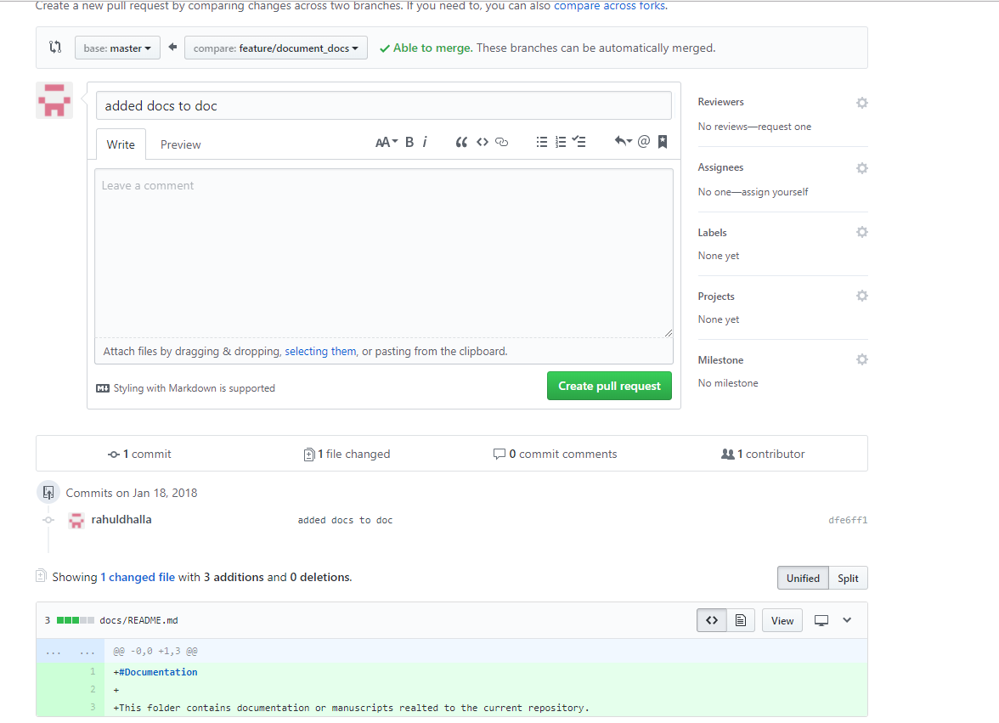 Create a new pull request by comparing changes across two branches. If you need to, you can also compare across forks.
base: master compare: feature/document_docs Able to merge. These branches can be automatically merged.
added docs to doc
Write Preview AA B i
Leave a comment
Attach files by dragging & dropping, selecting them, or pasting from the clipboard.
Styling with Markdown is supported Create pull request
Reviewers
No reviews—request one
Assignees
No one—assign yourself
Labels
None yet
Projects
None yet
Milestone
No milestone
1 commit 1 file changed 0 commit comments 1 contributor
Commits on Jan 18, 2018
rahuldhalla added docs to doc dfe6ff1
Showing 1 changed file with 3 additions and 0 deletions. Unified Split
3 docs/README.md <> View
... ... @@ -0,0 +1,3 @@
1 +#Documentation
2 +
3 +This folder contains documentation or manuscripts realted to the current repository.